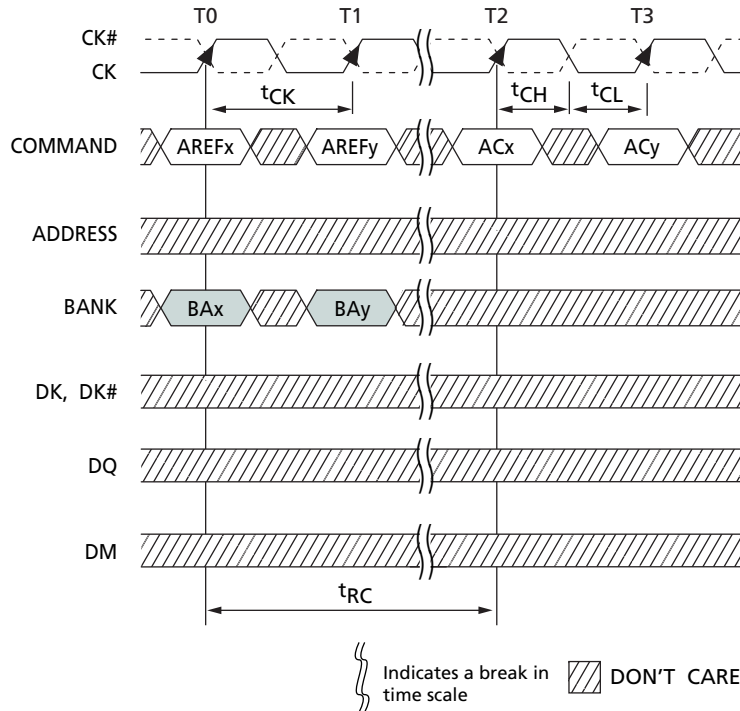 T0 T1 T2 T3
CK#
CK
tCK tCH tCL
COMMAND AREFx AREFy ACx ACy
ADDRESS
BANK BAx BAy
DK, DK#
DQ
DM
tRC
Indicates a break in
time scale
DON'T CARE